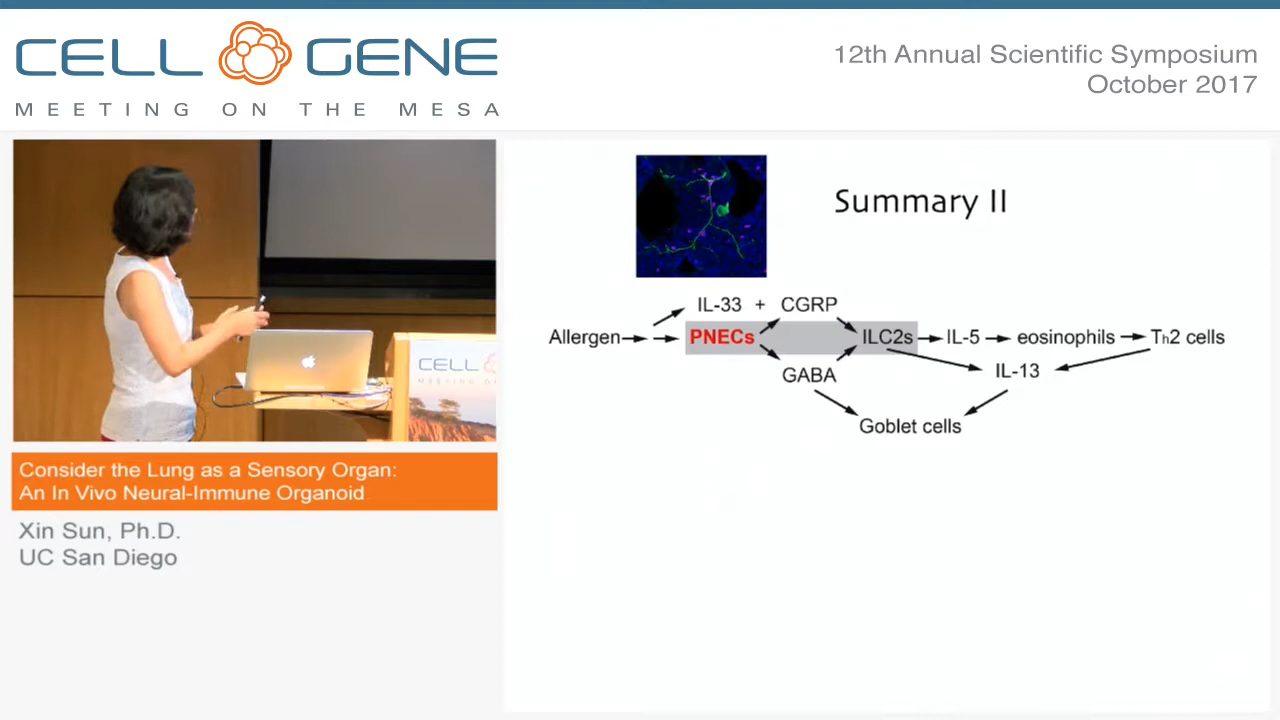 CELL GENE
MEETING ON THE MESA
12th Annual Scientific Symposium
October 2017
CELL
MEETING O
Consider the Lung as a Sensory Organ:
An In Vivo Neural-Immune Organoid
Xin Sun, Ph.D.
UC San Diego
Summary II
IL-33 + CGRP
Allergen PNECs ILC2s IL-5 eosinophils Th2 cells
GABA IL-13
Goblet cells